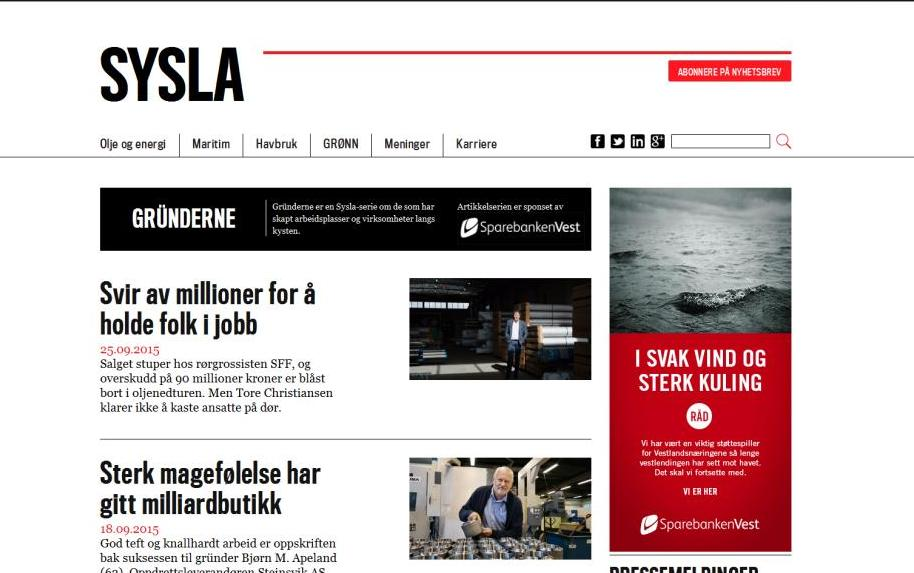 SYSLA
ABONNERE PÅ NYHETSBREV
Olje og energi
Maritim
Havbruk
GRØNN
Meninger
Karriere
GRÜNDERNE
Gründerne er en Sysla-serie om de som har
skapt arbeidsplasser og virksomheter langs
kysten.
Artikkelserien er sponset av
SparebankenVest
Svir av millioner for å
holde folk i jobb
25.09.2015
Salget stuper hos rørgrossisten SFF, og
overskudd på 90 millioner kroner er blåst
bort i oljenedturen. Men Tore Christiansen
klarer ikke å kaste ansatte på dør.
Sterk magefølelse har
gitt milliardbutikk
18.09.2015
God teft og knallhardt arbeid er oppskriften
bak suksessen til gründer Bjørn M. Apeland
(62). Oppdrettsleverandøren Steinsvik AS
I SVAK VIND OG
STERK KULING
RÅD
Vi har vært en viktig støttespiller
for Vestlandsnæringene så lenge
vestlendingen har sett mot havet.
Det skal vi fortsette med.
VI ER HER
SparebankenVest
PRESSEMELDINGER